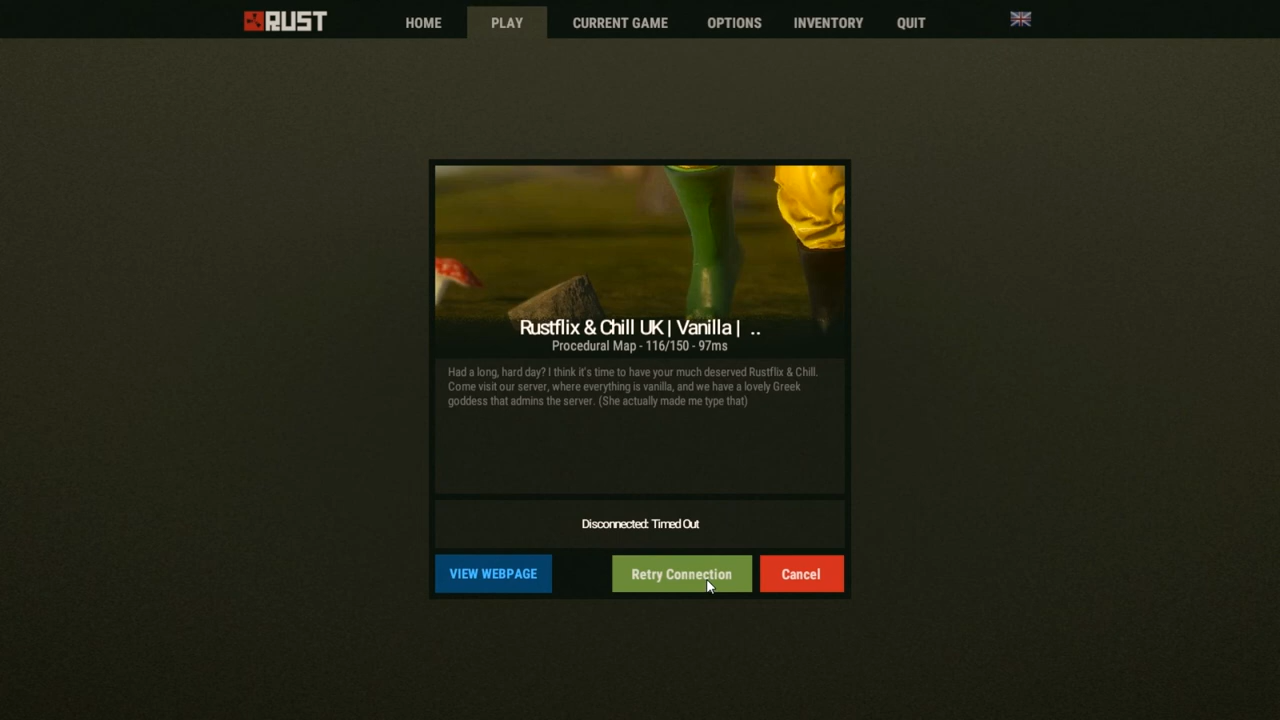 RUST HOME PLAY CURRENT GAME OPTIONS INVENTORY QUIT
Rustflix & Chill UK | Vanilla | ..
Procedural Map - 116/150 - 97ms
Had a long, hard day? I think it's time to have your much deserved Rustflix & Chill.
Come visit our server, where everything is vanilla, and we have a lovely Greek
goddess that admins the server. (She actually made me type that)
Disconnected: Timed Out
VIEW WEBPAGE Retry Connection Cancel